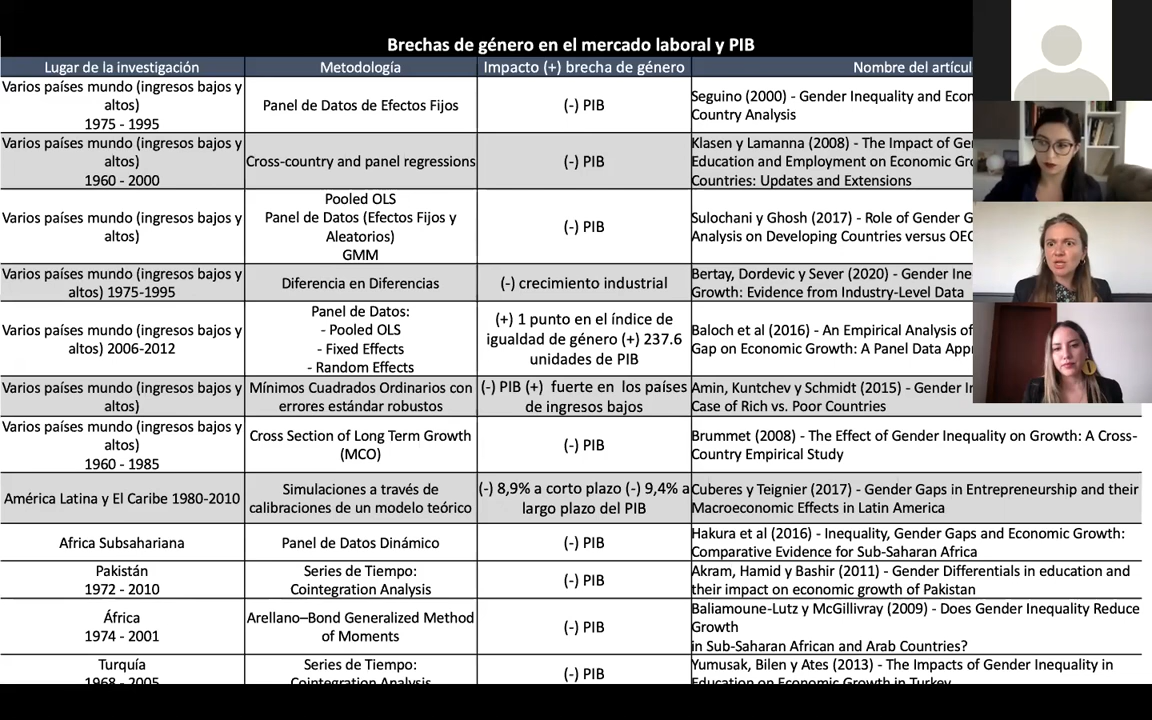 Brechas de género en el mercado laboral y PIB
Lugar de la investigación
Metodología
Impacto (+) brecha de género
Nombre del artícul
Varios países mundo (ingresos bajos y
altos)
1975 - 1995
Panel de Datos de Efectos Fijos
(-) PIB
Seguino (2000) - Gender Inequality and Econ
Country Analysis
Varios países mundo (ingresos bajos y
altos)
1960 - 2000
Cross-country and panel regressions
(-) PIB
Klasen y Lamanna (2008) - The Impact of Gen
Education and Employment on Economic Gro
Countries: Updates and Extensions
Varios países mundo (ingresos bajos y
altos)
Pooled OLS
Panel de Datos (Efectos Fijos y
Aleatorios)
GMM
(-) PIB
Sulochani y Ghosh (2017) - Role of Gender G
Analysis on Developing Countries versus OEC
Varios países mundo (ingresos bajos y
altos) 1975-1995
Diferencia en Diferencias
(-) crecimiento industrial
Bertay, Dordevic y Sever (2020) - Gender Ine
Growth: Evidence from Industry-Level Data
Varios países mundo (ingresos bajos y
altos) 2006-2012
Panel de Datos:
- Pooled OLS
- Fixed Effects
- Random Effects
(+) 1 punto en el índice de
igualdad de género (+) 237.6
unidades de PIB
Baloch et al (2016) - An Empirical Analysis of
Gap on Economic Growth: A Panel Data Appr
Varios países mundo (ingresos bajos y
altos)
Mínimos Cuadrados Ordinarios con
errores estándar robustos
(-) PIB (+) fuerte en los países
de ingresos bajos
Amin, Kuntchev y Schmidt (2015) - Gender In
Case of Rich vs. Poor Countries
Varios países mundo (ingresos bajos y
altos)
1960 - 1985
Cross Section of Long Term Growth
(MCO)
(-) PIB
Brummet (2008) - The Effect of Gender Inequality on Growth: A Cross-
Country Empirical Study
América Latina y El Caribe 1980-2010
Simulaciones a través de
calibraciones de un modelo teórico
(-) 8,9% a corto plazo (-) 9,4% a
largo plazo del PIB
Cuberes y Teignier (2017) - Gender Gaps in Entrepreneurship and their
Macroeconomic Effects in Latin America
Africa Subsahariana
Panel de Datos Dinámico
(-) PIB
Hakura et al (2016) - Inequality, Gender Gaps and Economic Growth:
Comparative Evidence for Sub-Saharan Africa
Pakistán
1972 - 2010
Series de Tiempo:
Cointegration Analysis
(-) PIB
Akram, Hamid y Bashir (2011) - Gender Differentials in education and
their impact on economic growth of Pakistan
África
1974 - 2001
Arellano–Bond Generalized Method
of Moments
(-) PIB
Baliamoune-Lutz y McGillivray (2009) - Does Gender Inequality Reduce
Growth
in Sub-Saharan African and Arab Countries?
Turquía
1968 - 2005
Series de Tiempo:
Cointegration Analysis
(-) PIB
Yumusak, Bilen y Ates (2013) - The Impacts of Gender Inequality in
Education on Economic Growth in Turkey